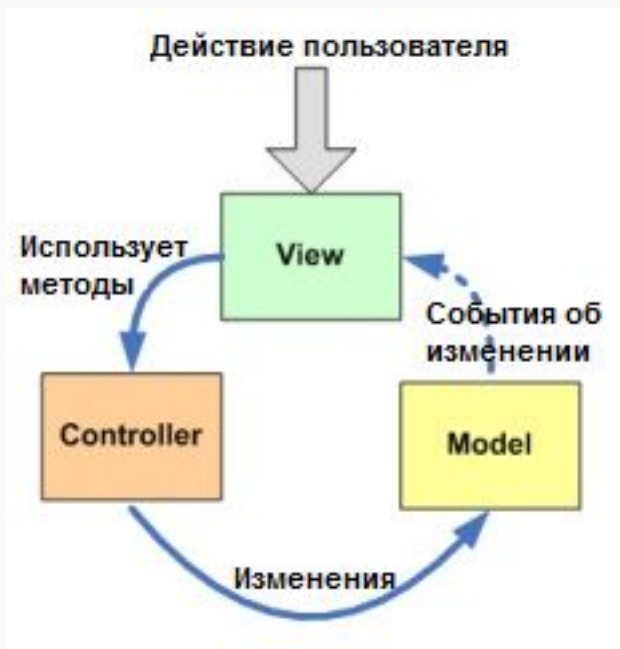 Действие пользователя
View
Использует
методы
События об
изменении
Controller
Model
Изменения